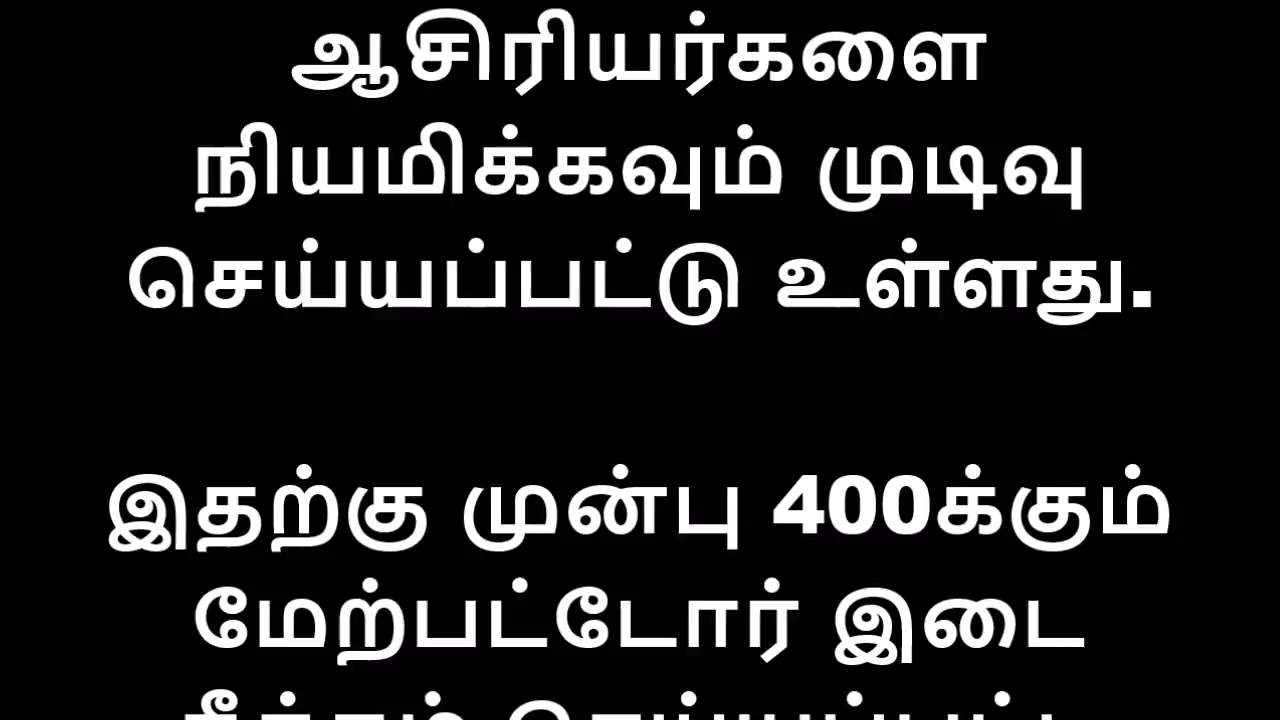 ஆசிரியர்களை
நியமிக்கவும் முடிவு
செய்யப்பட்டு உள்ளது.
இதற்கு முன்பு 400க்கும்
மேற்பட்டோர் இடை